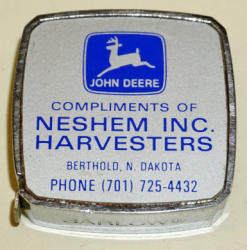 JOHN DEERE
COMPLIMENTS OF
NESHEM INC.
HARVESTERS
BERTHOLD, N. DAKOTA
PHONE (701) 725-4432